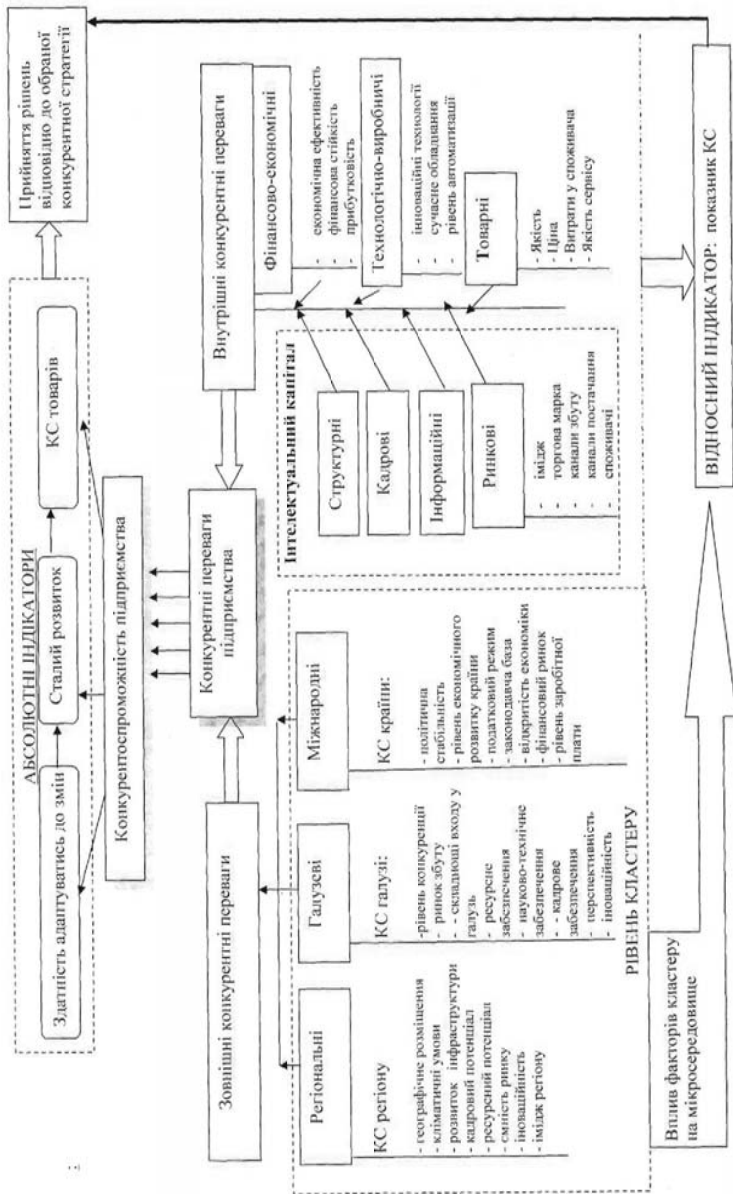 АБСОЛЮТНІ ІНДІКАТОРИ
Здатність адаптуватись до змін
Сталий розвиток
КС товарів
Прийняття рішень
відповідно до обраної
конкурентної стратегії
Конкурентоспроможність підприємства
Зовнішні конкурентні переваги
Конкурентні переваги
підприємства
Внутрішні конкурентні переваги
Регіональні
КС регіону
- географічне розміщення
- кліматичні умови
- розвиток інфраструктури
- кадровий потенціал
- ресурсний потенціал
- ємність ринку
- іноваційність
- імідж регіону
Галузеві
КС галузі:
-рівень конкуренції
- ринок збуту
- складнощі входу у
галузь
- ресурсне
забезпечення
- науково-технічне
забезпечення
- кадрове
забезпечення
- перспективність
- іноваційність
Міжнародні
КС країни:
- політична
стабільність
- рівень економічного
розвитку країни
- податковий режим
- законодавча база
- відкритість економіки
- фінансовий ринок
- рівень заробітної
плати
РІВЕНЬ КЛАСТЕРУ
Інтелектуальний капітал
Структурні
Кадрові
Інформаційні
Ринкові
- імідж
- торгова марка
- канали збуту
- канали постачання
- споживачі
Фінансово-економічні
- економічна ефективність
- фінансова стійкість
- прибутковість
Технологічно-виробничі
- інноваційні технології
- сучасне обладнання
- рівень автоматизації
Товарні
- Якість
- Ціна
- Витрати у споживача
- Якість сервісу
Вплив факторів кластеру
на мікросередовище
ВІДНОСНИЙ ІНДИКАТОР: показник КС